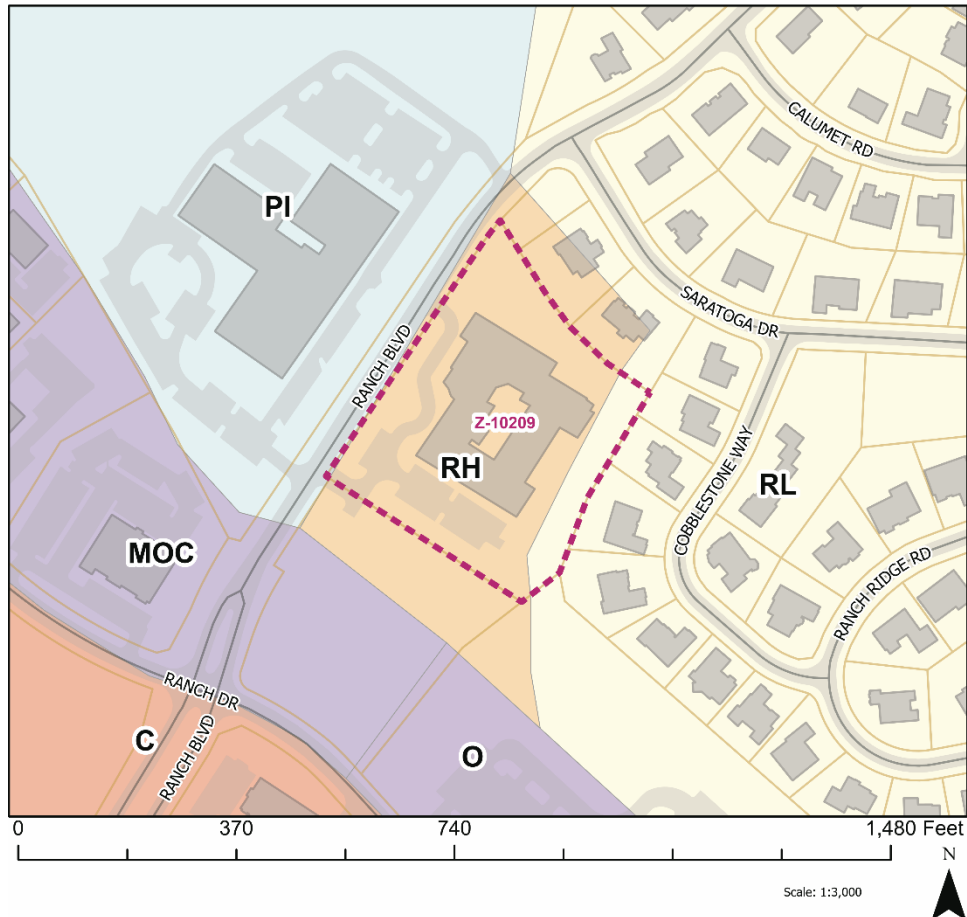 CALUMET RD
PI
SARATOGA DR
RANCH BLVD
Z-10209
RH
COBBLESTONE WAY
RL
MOC
RANCH RIDGE RD
RANCH DR
C
RANCH BLVD
O
0 370 740 1,480 Feet
N
Scale: 1:3,000